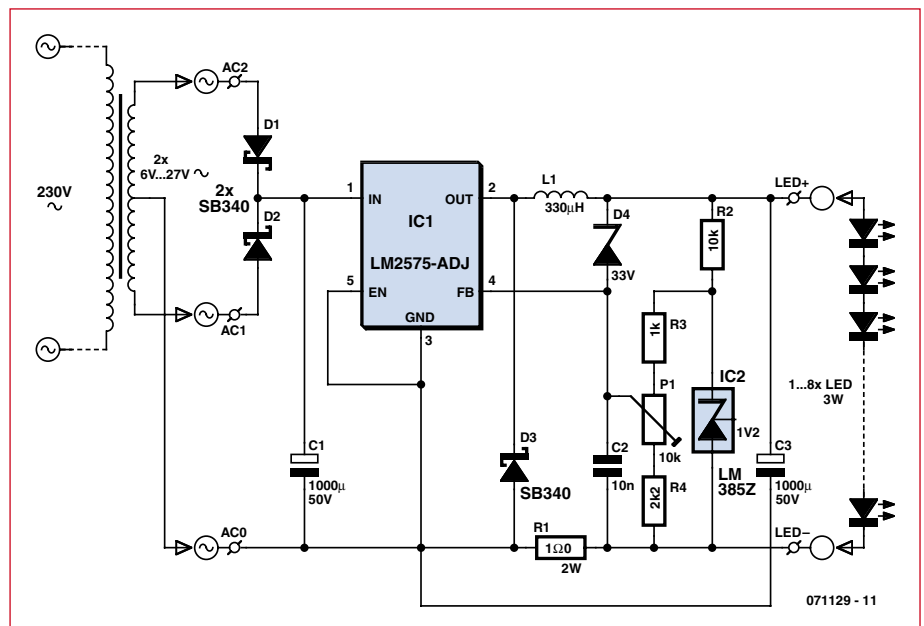 230V
∿
2x
6V...27V ∿
AC2
AC1
AC0
D1
2x
SB340
D2
C1
1000µ
50V
1
IN
OUT
2
IC1
LM2575-ADJ
5
EN
FB
4
GND
3
L1
330µH
D4
33V
R2
10k
R3
1k
P1
10k
R4
2k2
IC2
1V2
LM
385Z
C2
10n
D3
SB340
R1
1Ω0
2W
C3
1000µ
50V
LED+
1...8x LED
3W
LED–
071129 - 11